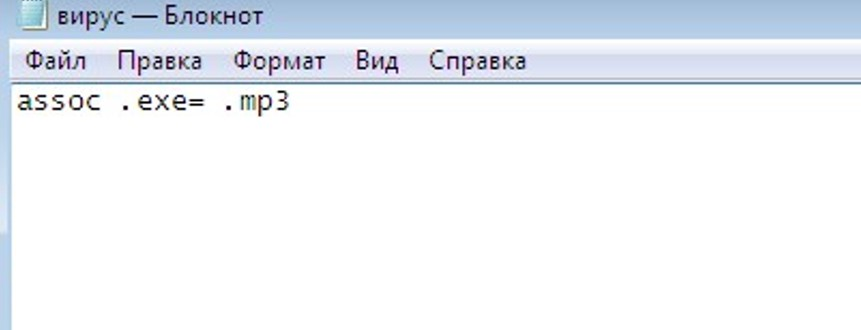 вирус — Блокнот
Файл Правка Формат Вид Справка
assoc .exe= .mp3